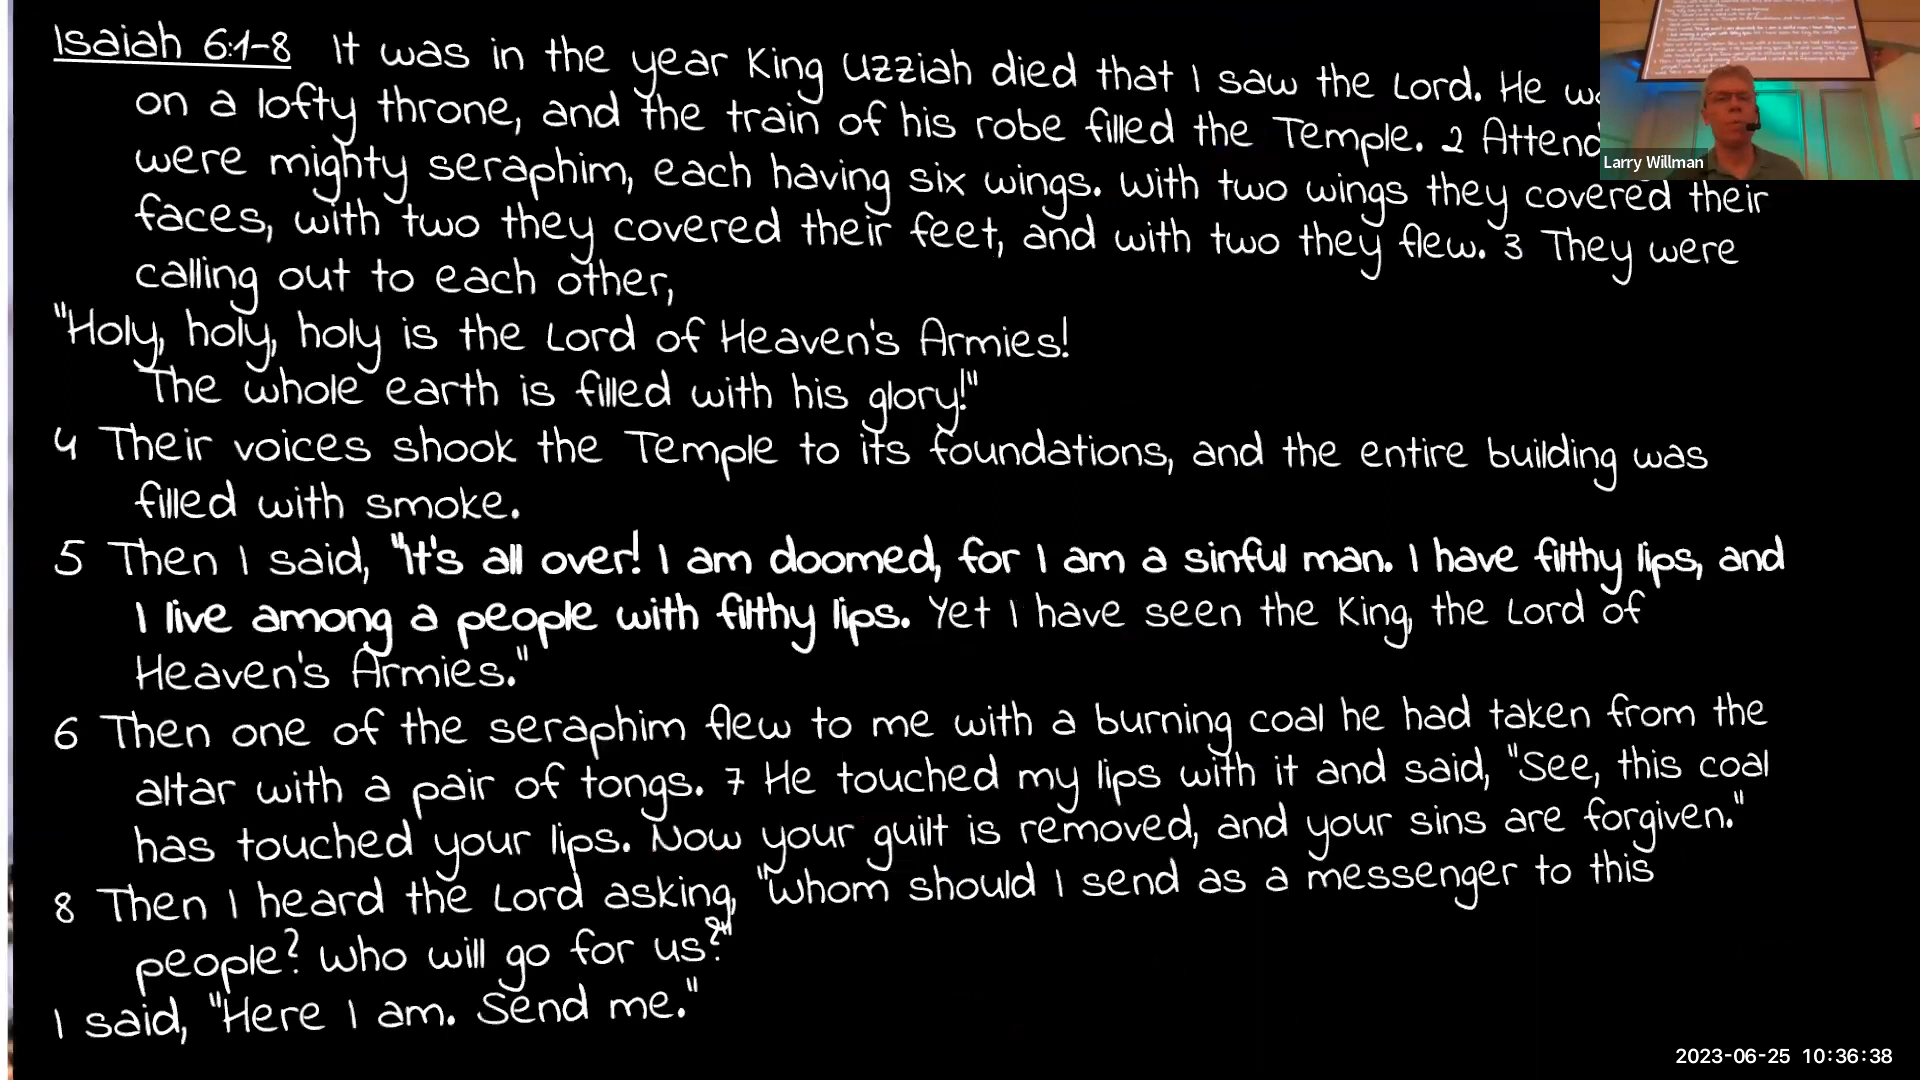 Isaiah 6:1-8 It was in the year King Uzziah died that I saw the Lord. He
on a lofty throne, and the train of his robe filled the Temple. 2
were mighty seraphim, each having six wings. With two wings they covered their
faces, with two they covered their feet, and with two they flew. 3 They were
calling out to each other,
"Holy, holy, holy is the Lord of Heaven's Armies!
The whole earth is filled with his glory!"
4 Their voices shook the Temple to its foundations, and the entire building was
filled with smoke.
5 Then I said, "It's all over! I am doomed, for I am a sinful man. I have filthy lips, and
I live among a people with filthy lips. Yet I have seen the King, the Lord of
Heaven's Armies."
6 Then one of the seraphim flew to me with a burning coal he had taken from the
altar with a pair of tongs. 7 He touched my lips with it and said, "See, this coal
has touched your lips. Now your guilt is removed, and your sins are forgiven."
8 Then I heard the Lord asking, "Whom should I send as a messenger to this
people? Who will go for us?"
I said, "Here I am. Send me."
Larry Willman
2023-06-25 10:36:38